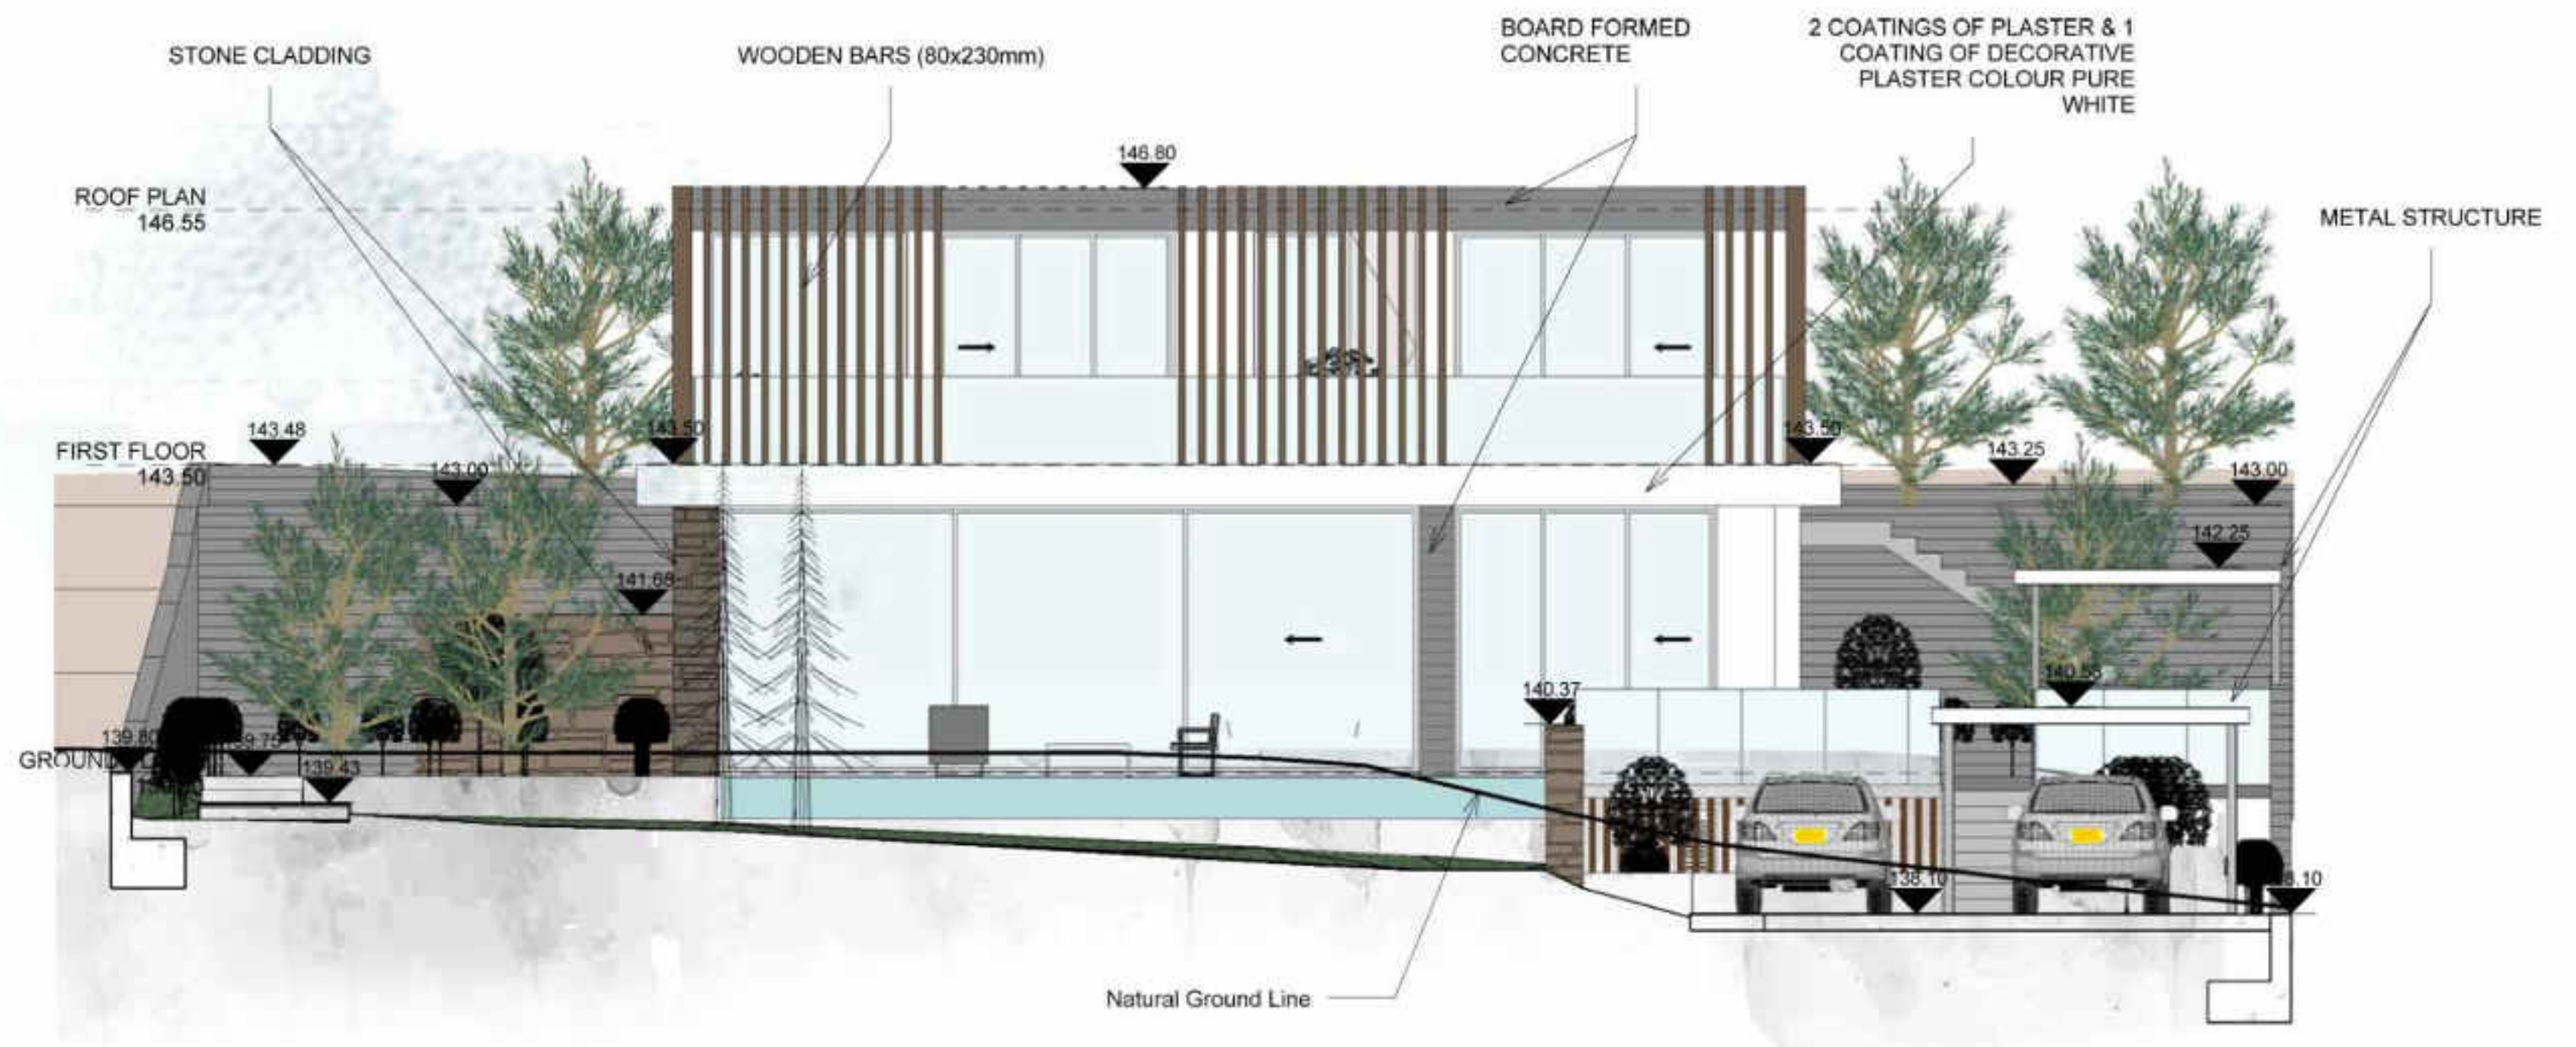 BOARD FORMED
CONCRETE
2 COATINGS OF PLASTER & 1
COATING OF DECORATIVE
PLASTER COLOUR PURE
WHITE
STONE CLADDING
WOODEN BARS (80x230mm)
146.80
ROOF PLAN
146.55
METAL STRUCTURE
143.48
143.50
143.50
143.25
FIRST FLOOR
143.50
143.00
143.00
142.25
141.68
140.37
139.80
GROUND
139.43
138.10
Natural Ground Line